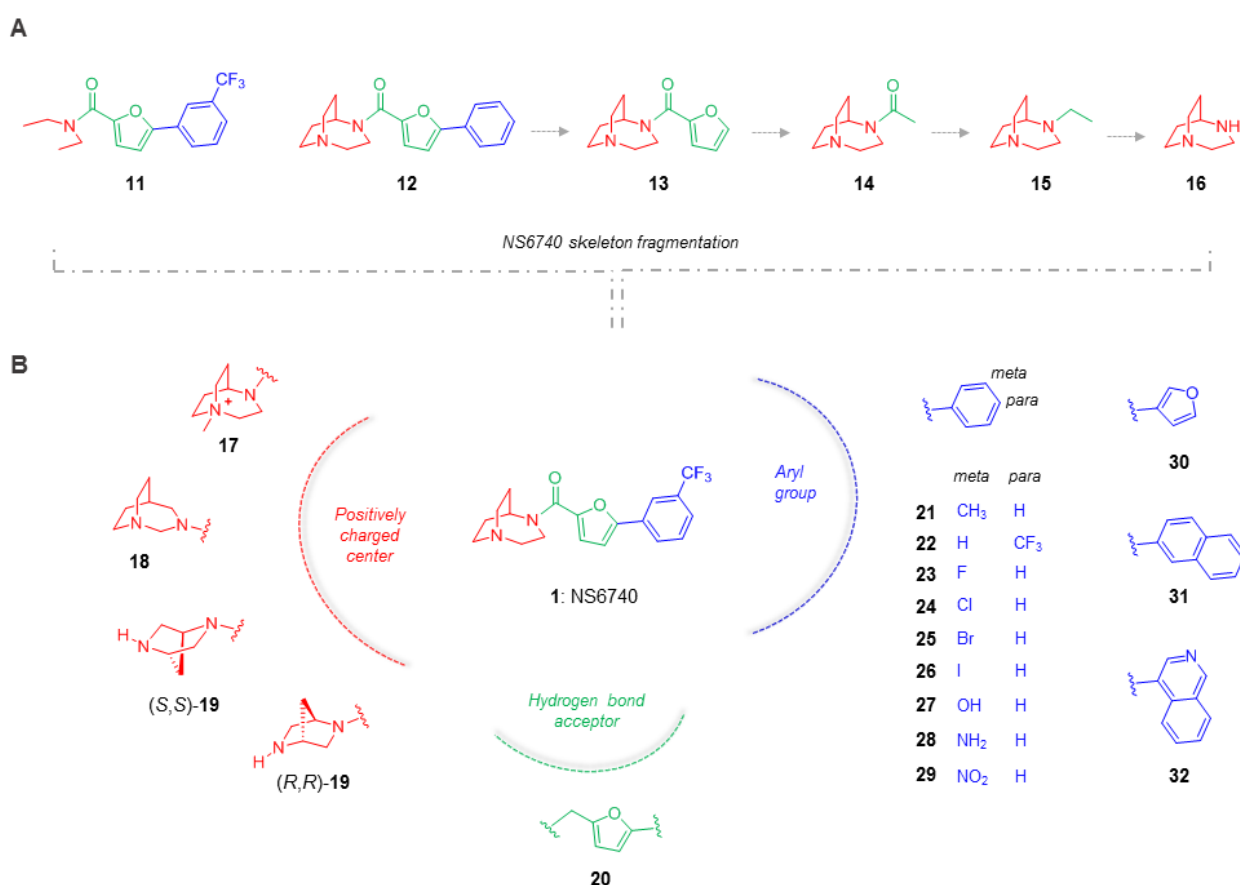 A
O
N
O
CF3
11
O
N
N
O
12
O
N
N
O
13
O
N
N
14
N
N
15
NH
N
16
NS6740 skeleton fragmentation
B
N
N
+
17
N
N
18
H
N
N
(S,S)-19
N
N
H
(R,R)-19
Positively
charged
center
O
N
N
O
CF3
1: NS6740
Aryl
group
Hydrogen bond
acceptor
O
20
meta
para
meta para
21 CH3 H
22 H CF3
23 F H
24 Cl H
25 Br H
26 I H
27 OH H
28 NH2 H
29 NO2 H
O
30
31
N
32